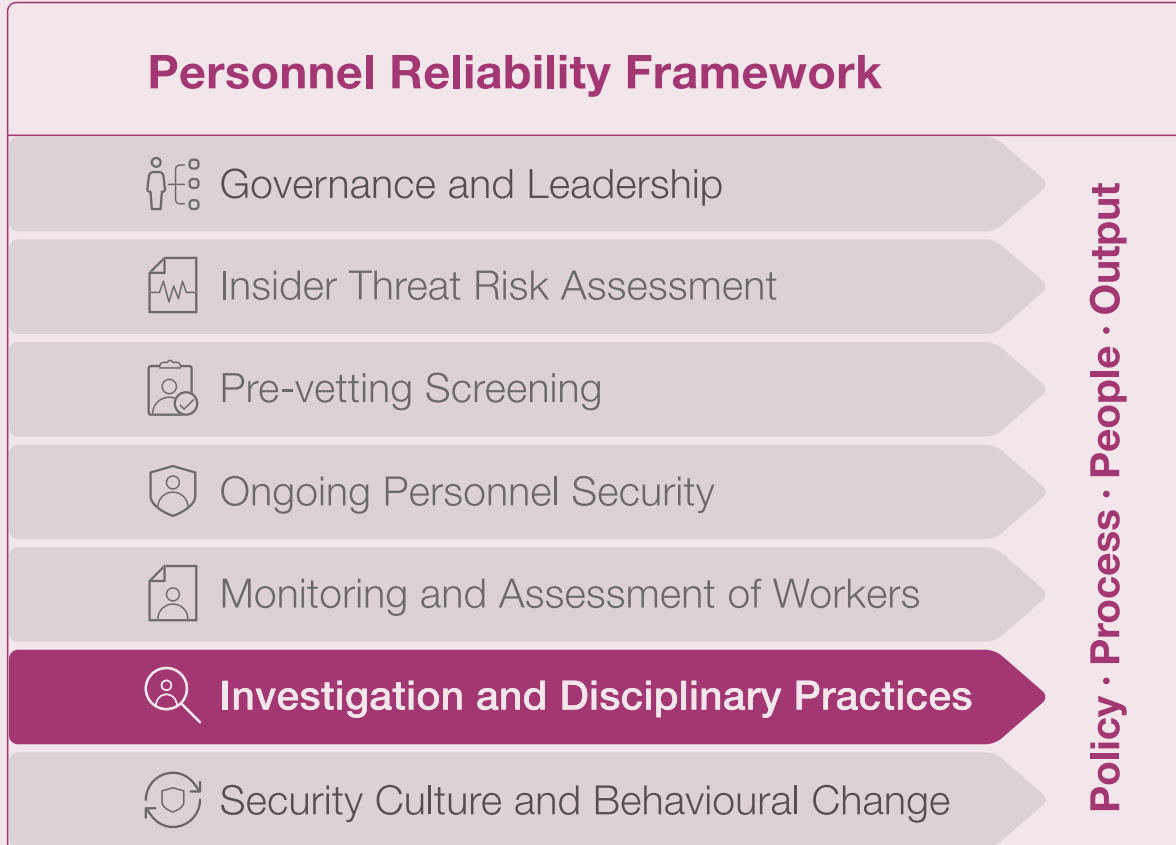 Personnel Reliability Framework
Governance and Leadership
Insider Threat Risk Assessment
Pre-vetting Screening
Ongoing Personnel Security
Monitoring and Assessment of Workers
Investigation and Disciplinary Practices
Security Culture and Behavioural Change
Policy · Process · People · Output